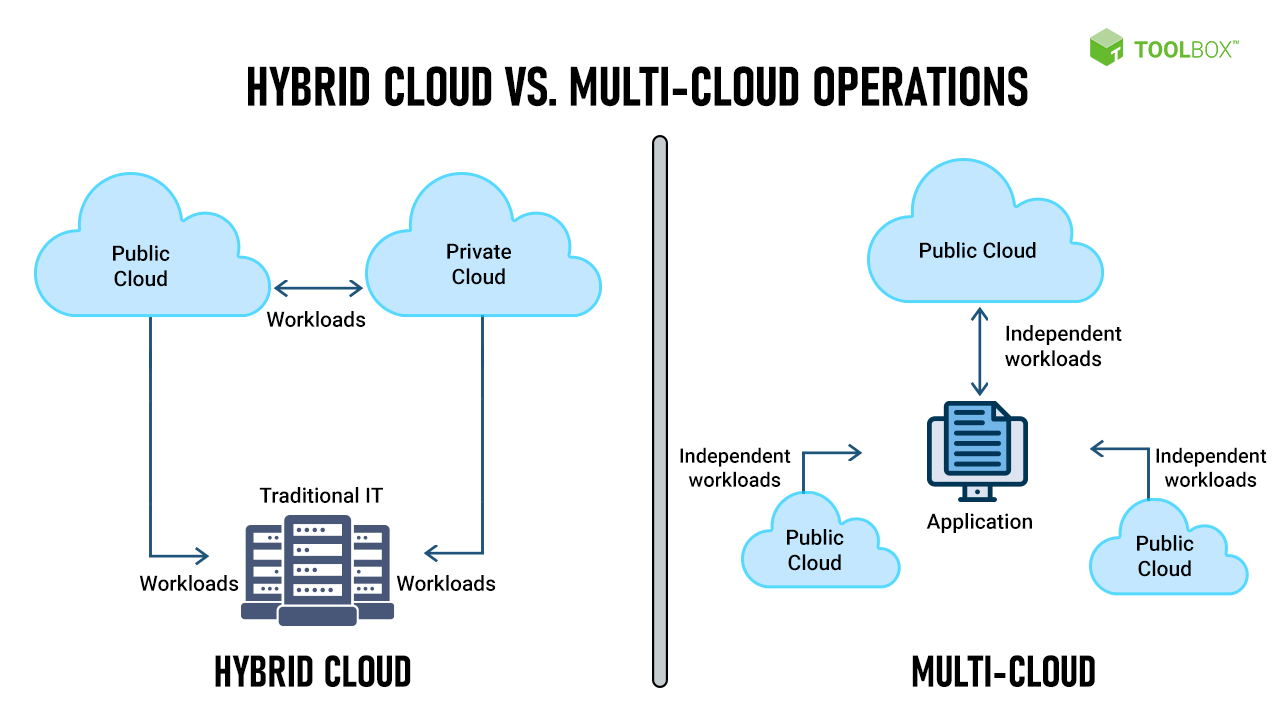 TOOLBOX™
HYBRID CLOUD VS. MULTI-CLOUD OPERATIONS
Public
Cloud
Private
Cloud
Workloads
Traditional IT
Workloads
Workloads
HYBRID CLOUD
Public Cloud
Independent
workloads
Independent
workloads
Independent
workloads
Application
Public
Cloud
Public
Cloud
MULTI-CLOUD